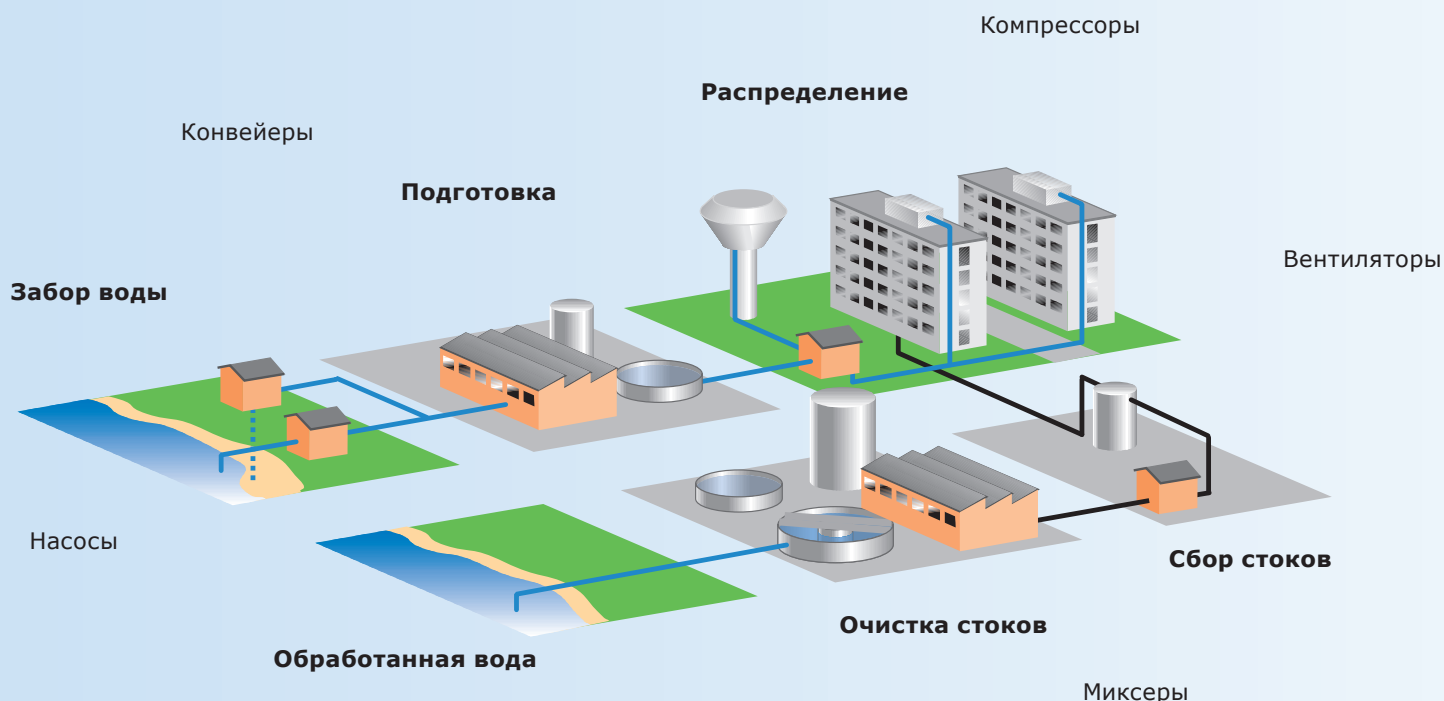 Компрессоры
Распределение
Конвейеры
Подготовка
Вентиляторы
Забор воды
Насосы
Сбор стоков
Очистка стоков
Обработанная вода
Миксеры